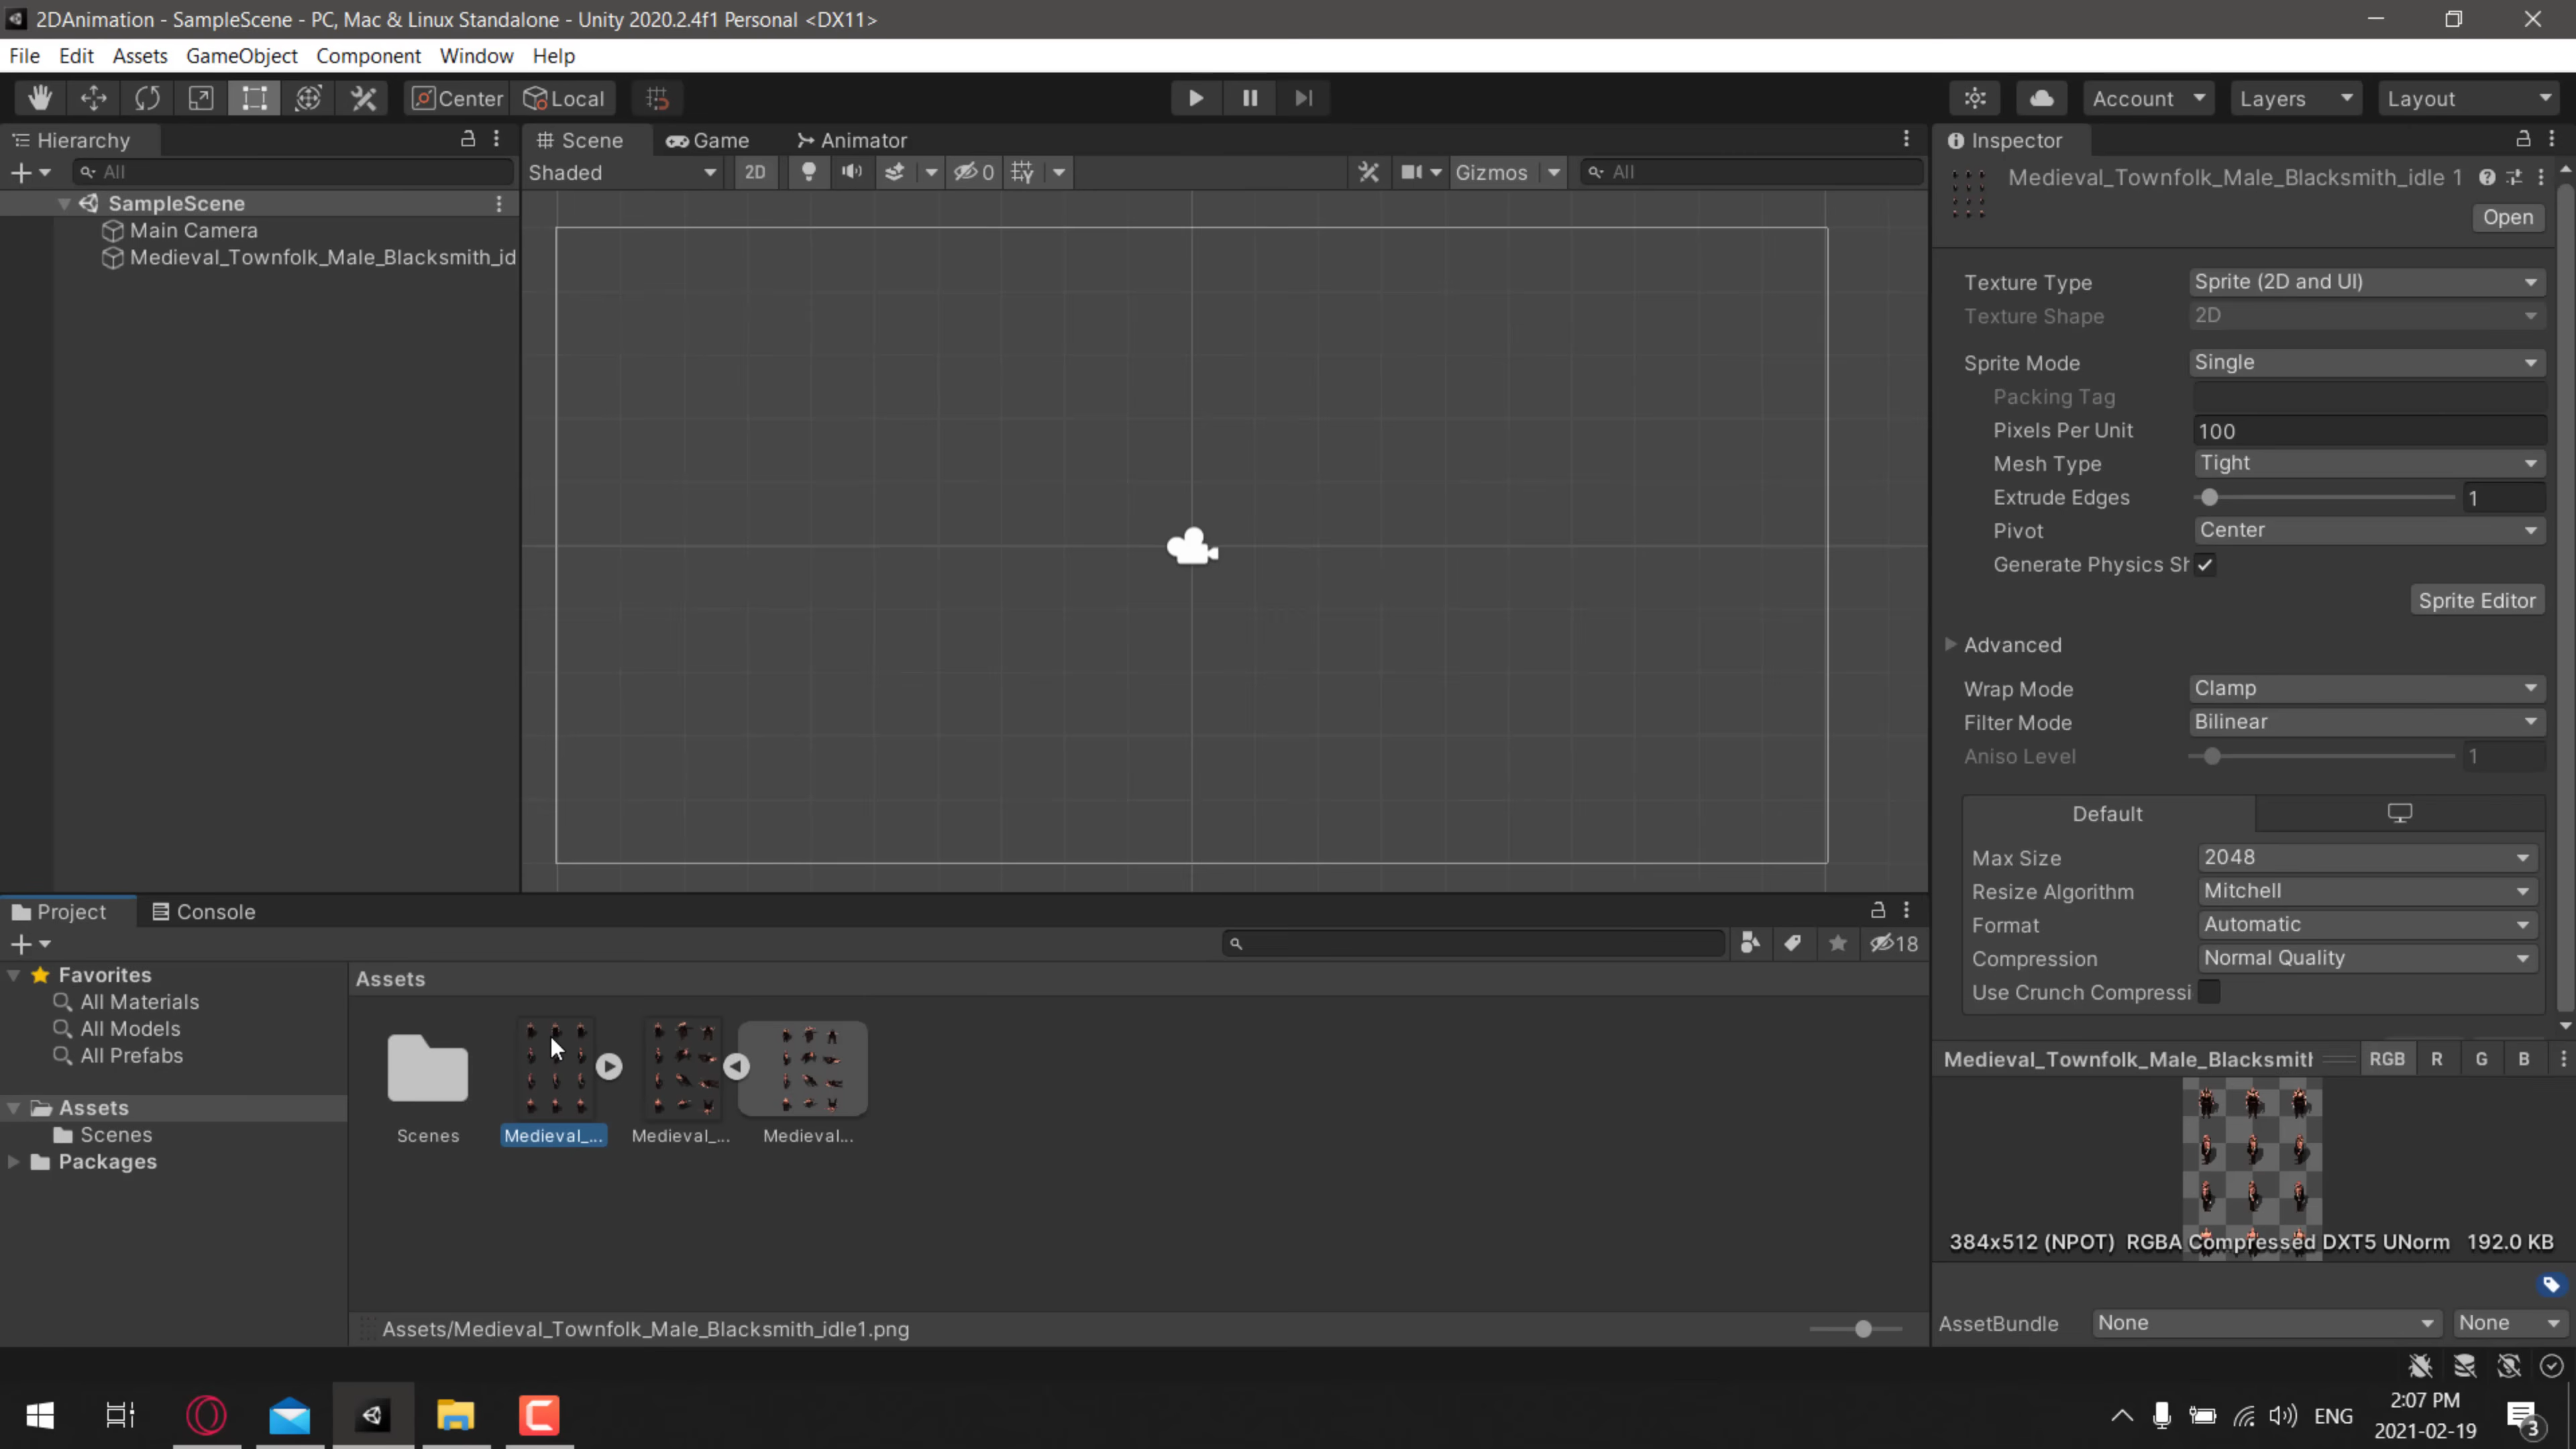 2DAnimation - SampleScene - PC, Mac & Linux Standalone - Unity 2020.2.4f1 Personal <DX11>
File Edit Assets GameObject Component Window Help
Center Local Account Layers Layout
Hierarchy
All
SampleScene
Main Camera
Medieval_Townfolk_Male_Blacksmith_id
Scene Game Animator
Shaded 2D 0 Gizmos All
Inspector
Medieval_Townfolk_Male_Blacksmith_idle 1
Open
Texture Type Sprite (2D and UI)
Texture Shape 2D
Sprite Mode Single
Packing Tag
Pixels Per Unit 100
Mesh Type Tight
Extrude Edges 1
Pivot Center
Generate Physics Sh
Sprite Editor
Advanced
Wrap Mode Clamp
Filter Mode Bilinear
Aniso Level 1
Default
Max Size 2048
Resize Algorithm Mitchell
Format Automatic
Compression Normal Quality
Use Crunch Compressi
Project Console
18
Favorites
All Materials
All Models
All Prefabs
Assets
Scenes
Packages
Assets
Scenes Medieval_... Medieval_... Medieval...
Assets/Medieval_Townfolk_Male_Blacksmith_idle1.png
Medieval_Townfolk_Male_Blacksmith RGB R G B
384x512 (NPOT) RGBA Compressed DXT5 UNorm 192.0 KB
AssetBundle None None
ENG
2:07 PM
2021-02-19
3